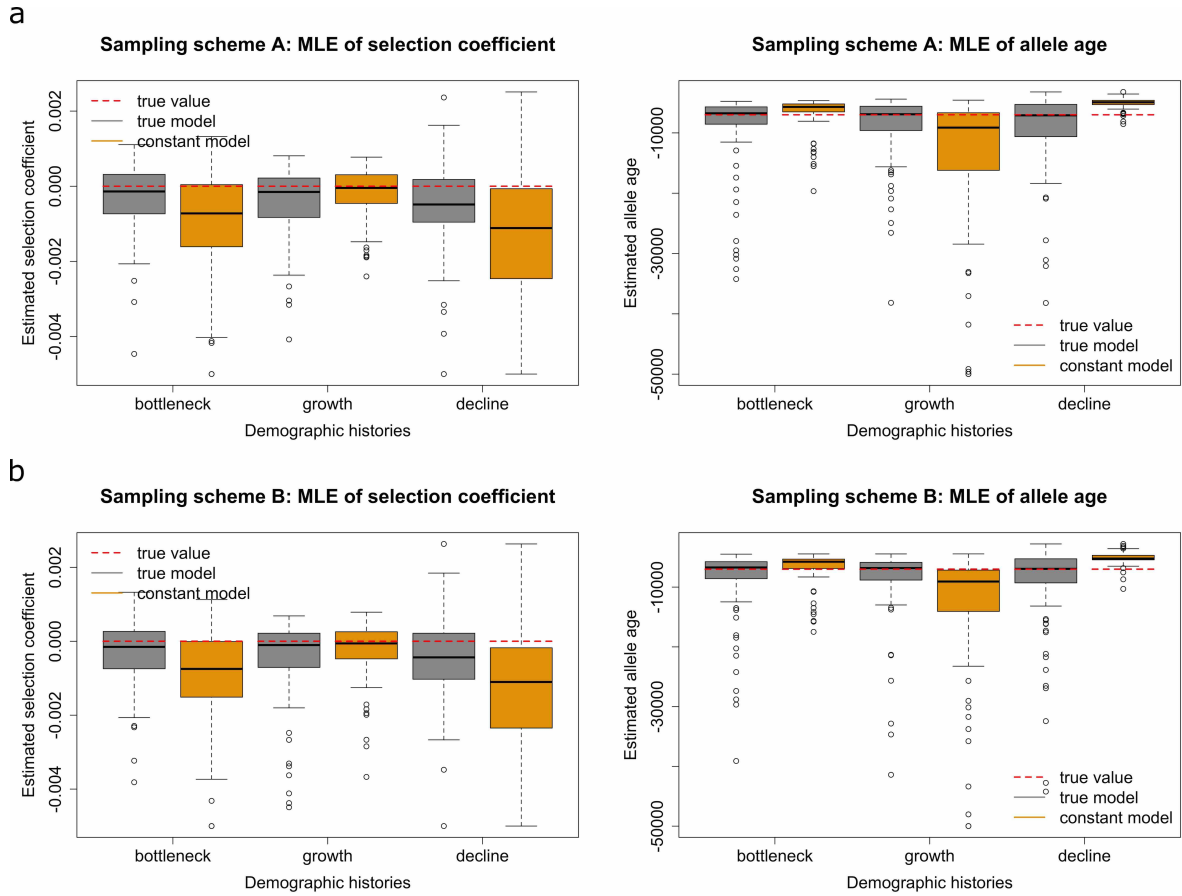 a
Sampling scheme A: MLE of selection coefficient
Estimated selection coefficient
0.002
0.000
-0.002
-0.004
true value
true model
constant model
bottleneck growth decline
Demographic histories
Sampling scheme A: MLE of allele age
Estimated allele age
-10000
-30000
-50000
true value
true model
constant model
bottleneck growth decline
Demographic histories
b
Sampling scheme B: MLE of selection coefficient
Estimated selection coefficient
0.002
0.000
-0.002
-0.004
true value
true model
constant model
bottleneck growth decline
Demographic histories
Sampling scheme B: MLE of allele age
Estimated allele age
-10000
-30000
-50000
true value
true model
constant model
bottleneck growth decline
Demographic histories